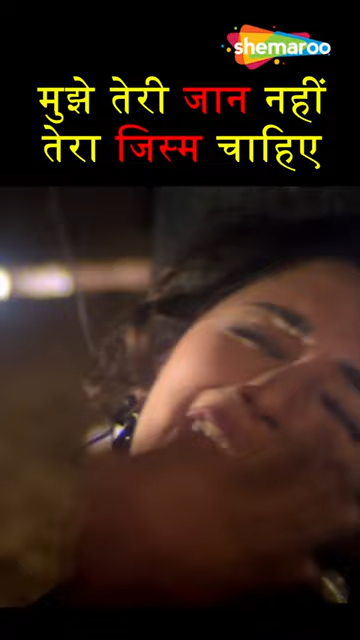 shemaroo
मुझे तेरी जान नहीं
तेरा जिस्म चाहिए